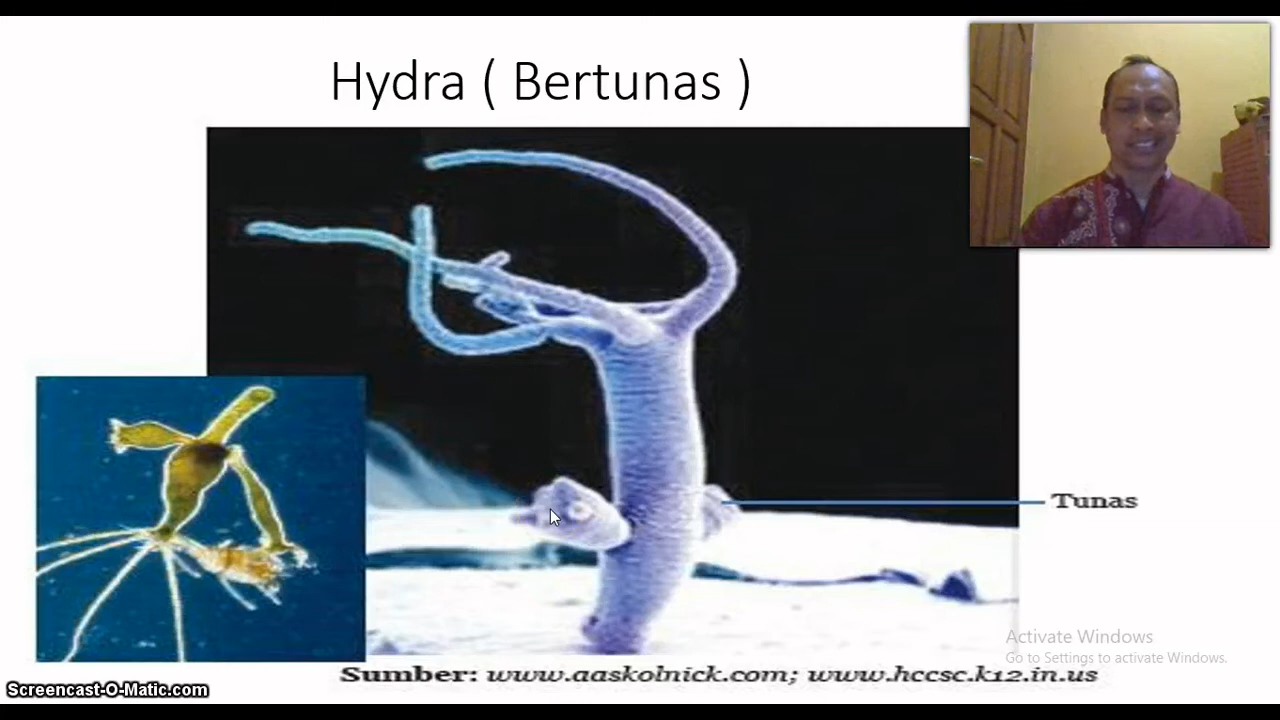 Hydra ( Bertunas )
Tunas
Activate Windows
Go to Settings to activate Windows.
Sumber: www.aaskolnick.com; www.hccsc.k12.in.us
Screencast-O-Matic.com